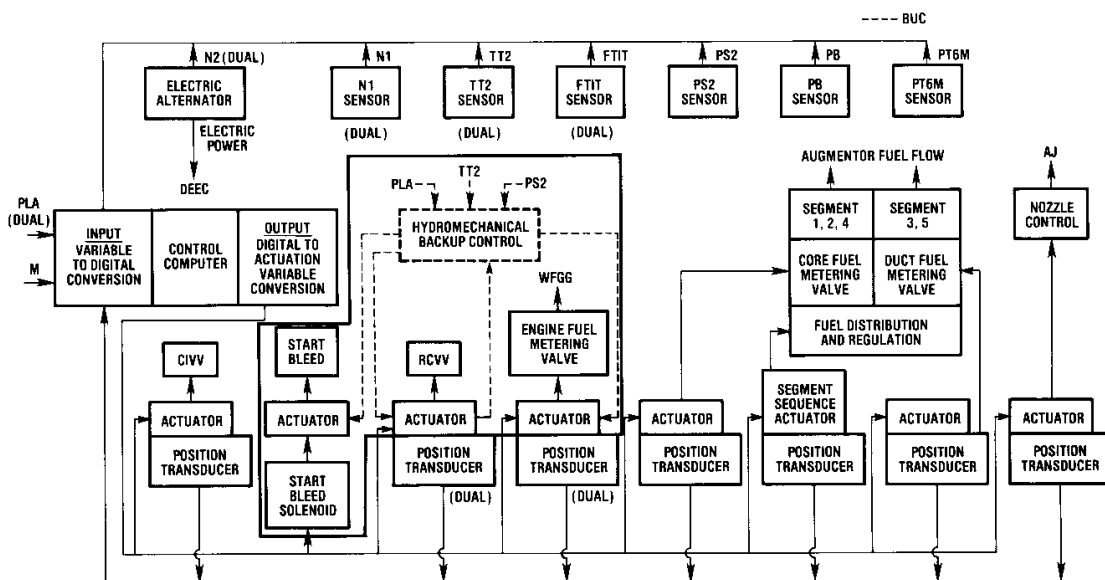 BUC
N2 (DUAL)
N1
TT2
FTIT
PS2
PB
PT6M
ELECTRIC
ALTERNATOR
N1
SENSOR
TT2
SENSOR
FTIT
SENSOR
PS2
SENSOR
PB
SENSOR
PT6M
SENSOR
(DUAL)
(DUAL)
(DUAL)
ELECTRIC
POWER
DEEC
PLA
(DUAL)
M
INPUT
VARIABLE
TO DIGITAL
CONVERSION
CONTROL
COMPUTER
OUTPUT
DIGITAL TO
ACTUATION
VARIABLE
CONVERSION
PLA
TT2
PS2
HYDROMECHANICAL
BACKUP CONTROL
AUGMENTOR FUEL FLOW
SEGMENT
1, 2, 4
SEGMENT
3, 5
CORE FUEL
METERING
VALVE
DUCT FUEL
METERING
VALVE
FUEL DISTRIBUTION
AND REGULATION
AJ
NOZZLE
CONTROL
WFGG
ENGINE FUEL
METERING
VALVE
CIVV
START
BLEED
RCVV
ACTUATOR
POSITION
TRANSDUCER
ACTUATOR
START
BLEED
SOLENOID
ACTUATOR
POSITION
TRANSDUCER
(DUAL)
ACTUATOR
POSITION
TRANSDUCER
(DUAL)
ACTUATOR
POSITION
TRANSDUCER
SEGMENT
SEQUENCE
ACTUATOR
POSITION
TRANSDUCER
ACTUATOR
POSITION
TRANSDUCER
ACTUATOR
POSITION
TRANSDUCER